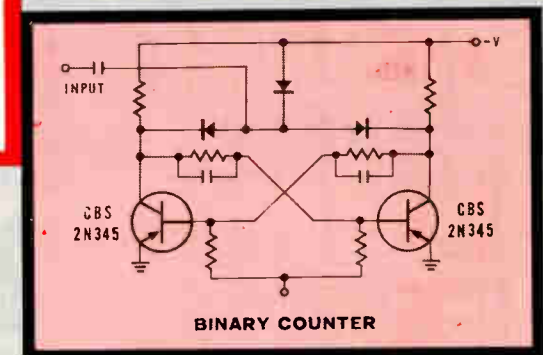 -V
INPUT
CBS
2N345
CBS
2N345
BINARY COUNTER